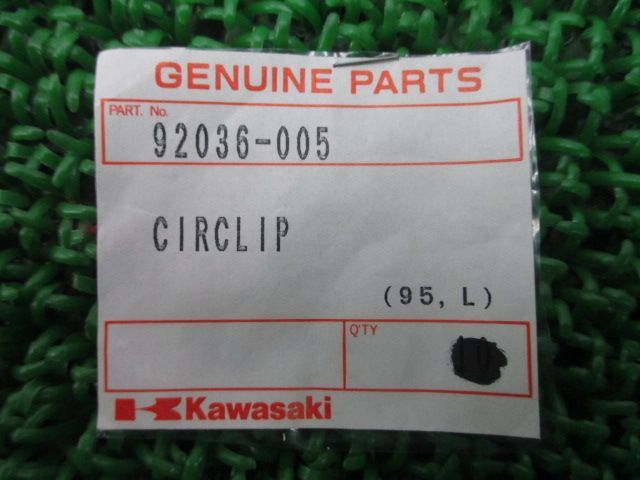 GENUINE PARTS
PART. No.
92036-005
CIRCLIP
(95, L)
Q'TY
Kawasaki